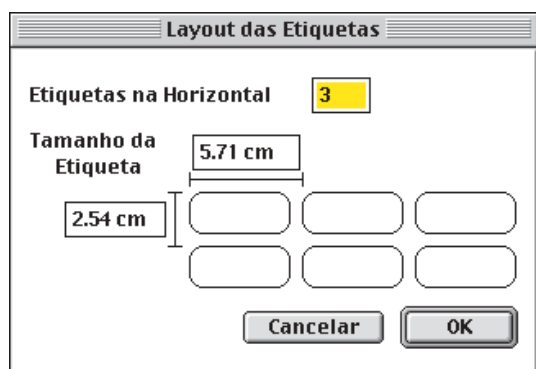 Layout das Etiquetas
Etiquetas na Horizontal 3
Tamanho da
Etiqueta
5.71 cm
2.54 cm
Cancelar OK